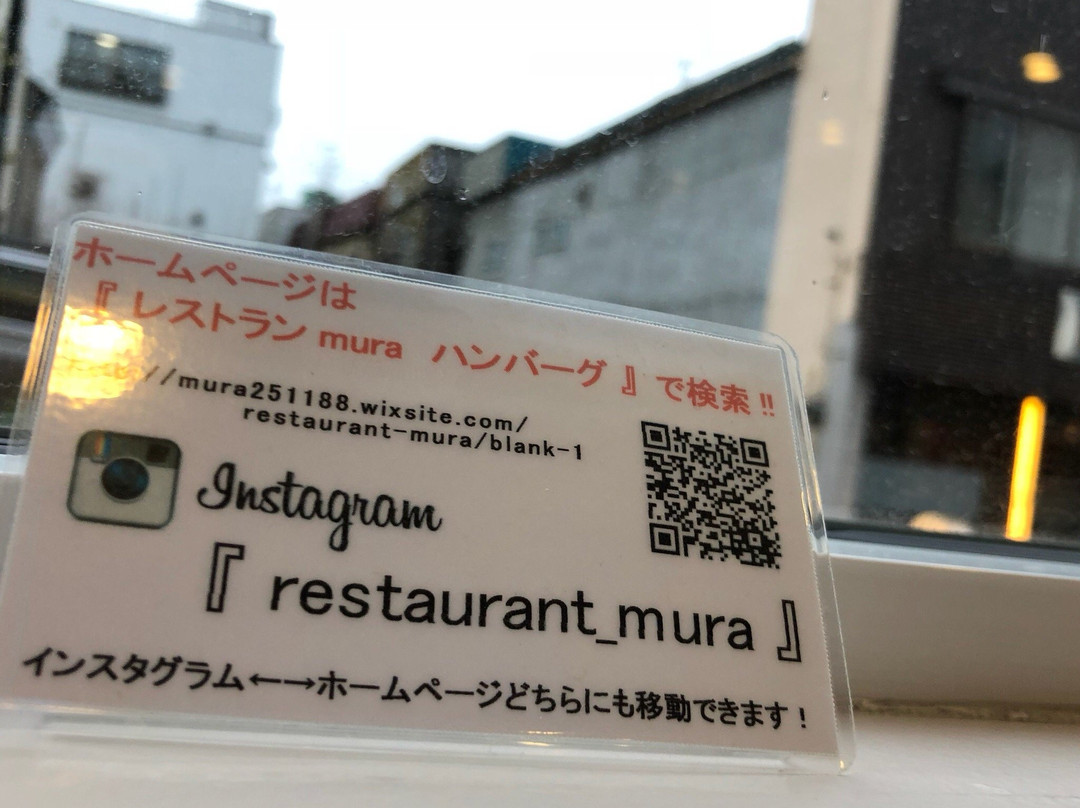 ホームページは
『レストラン mura ハンバーグ』で検索!!
//mura251188.wixsite.com/
restaurant-mura/blank-1
Instagram
『 restaurant_mura 』
インスタグラム←→ホームページどちらにも移動できます!